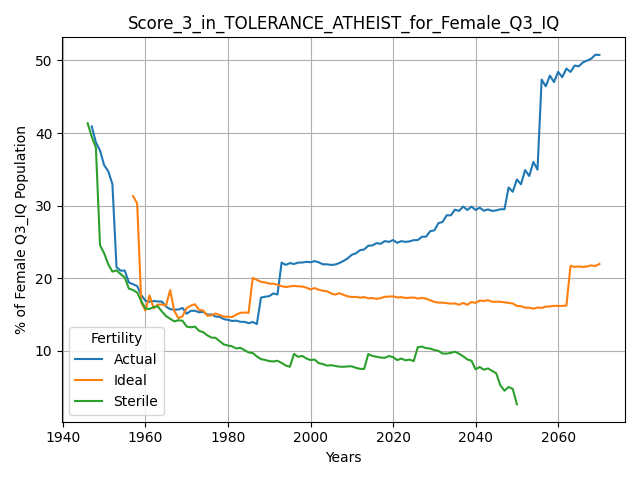 Score_3_in_TOLERANCE_ATHEIST_for_Female_Q3_IQ
% of Female Q3_IQ Population
50
40
30
20
10
Fertility
Actual
Ideal
Sterile
1940 1960 1980 2000 2020 2040 2060
Years